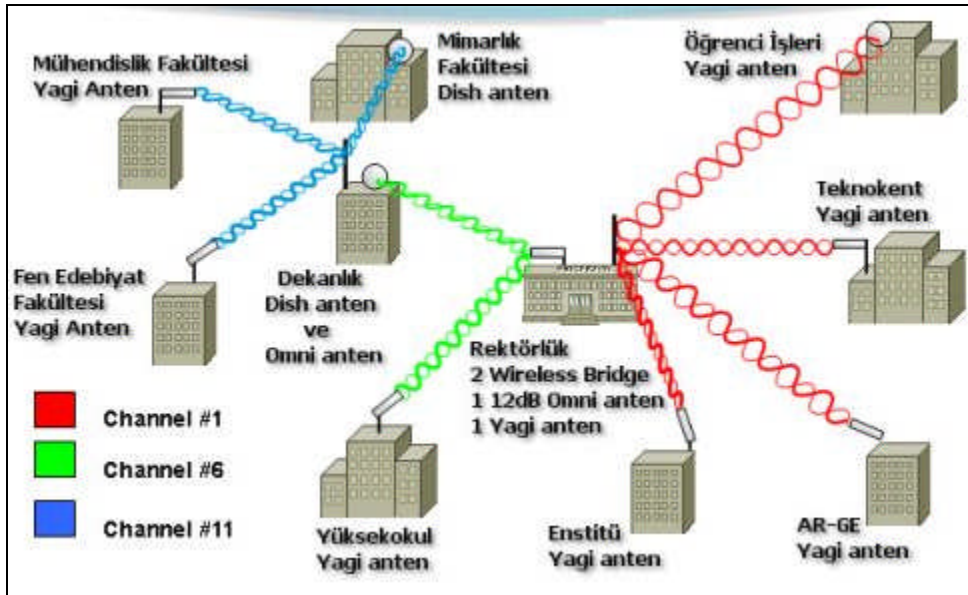 Mühendislik Fakültesi
Yagi Anten
Mimarlık
Fakültesi
Dish anten
Öğrenci İşleri
Yagi anten
Teknokent
Yagi anten
Fen Edebiyat
Fakültesi
Yagi Anten
Dekanlık
Dish anten
ve
Omni anten
Rektörlük
2 Wireless Bridge
1 12dB Omni anten
1 Yagi anten
Channel #1
Channel #6
Channel #11
Yüksekokul
Yagi anten
Enstitü
Yagi anten
AR-GE
Yagi anten